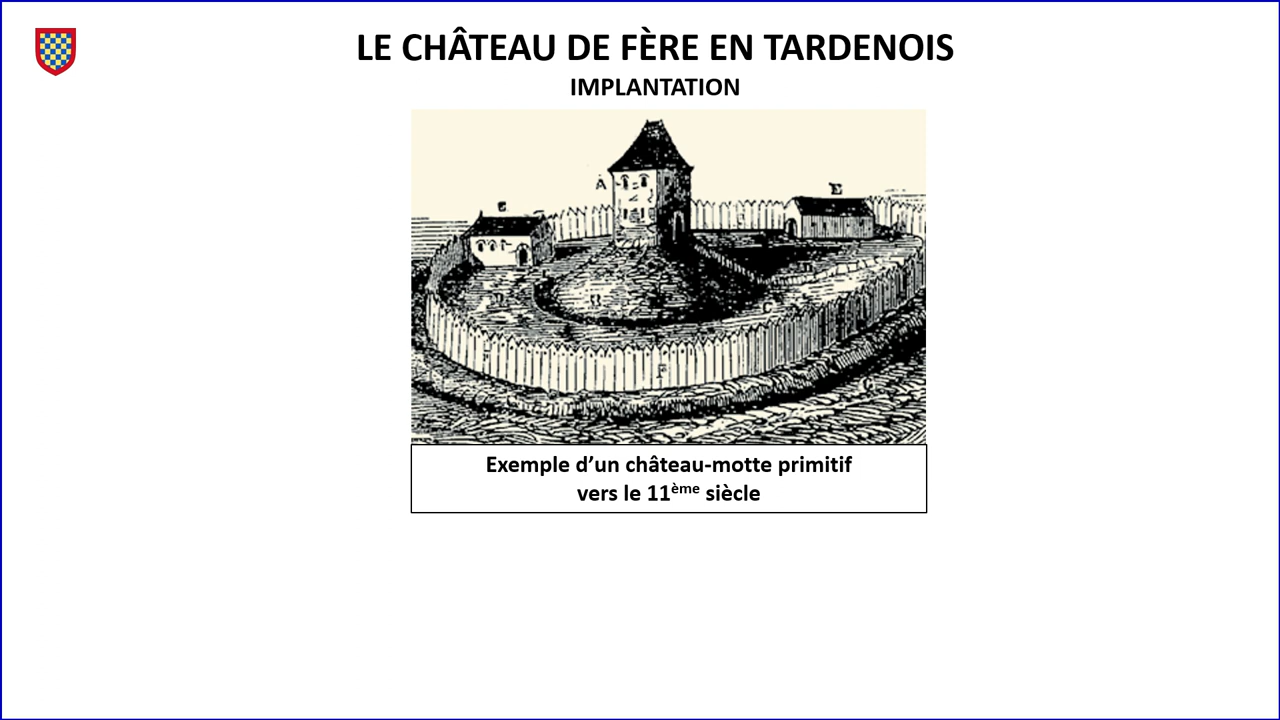 LE CHÂTEAU DE FÈRE EN TARDENOIS
IMPLANTATION
A
E
E
B
C
F
G
Exemple d’un château-motte primitif
vers le 11ème siècle